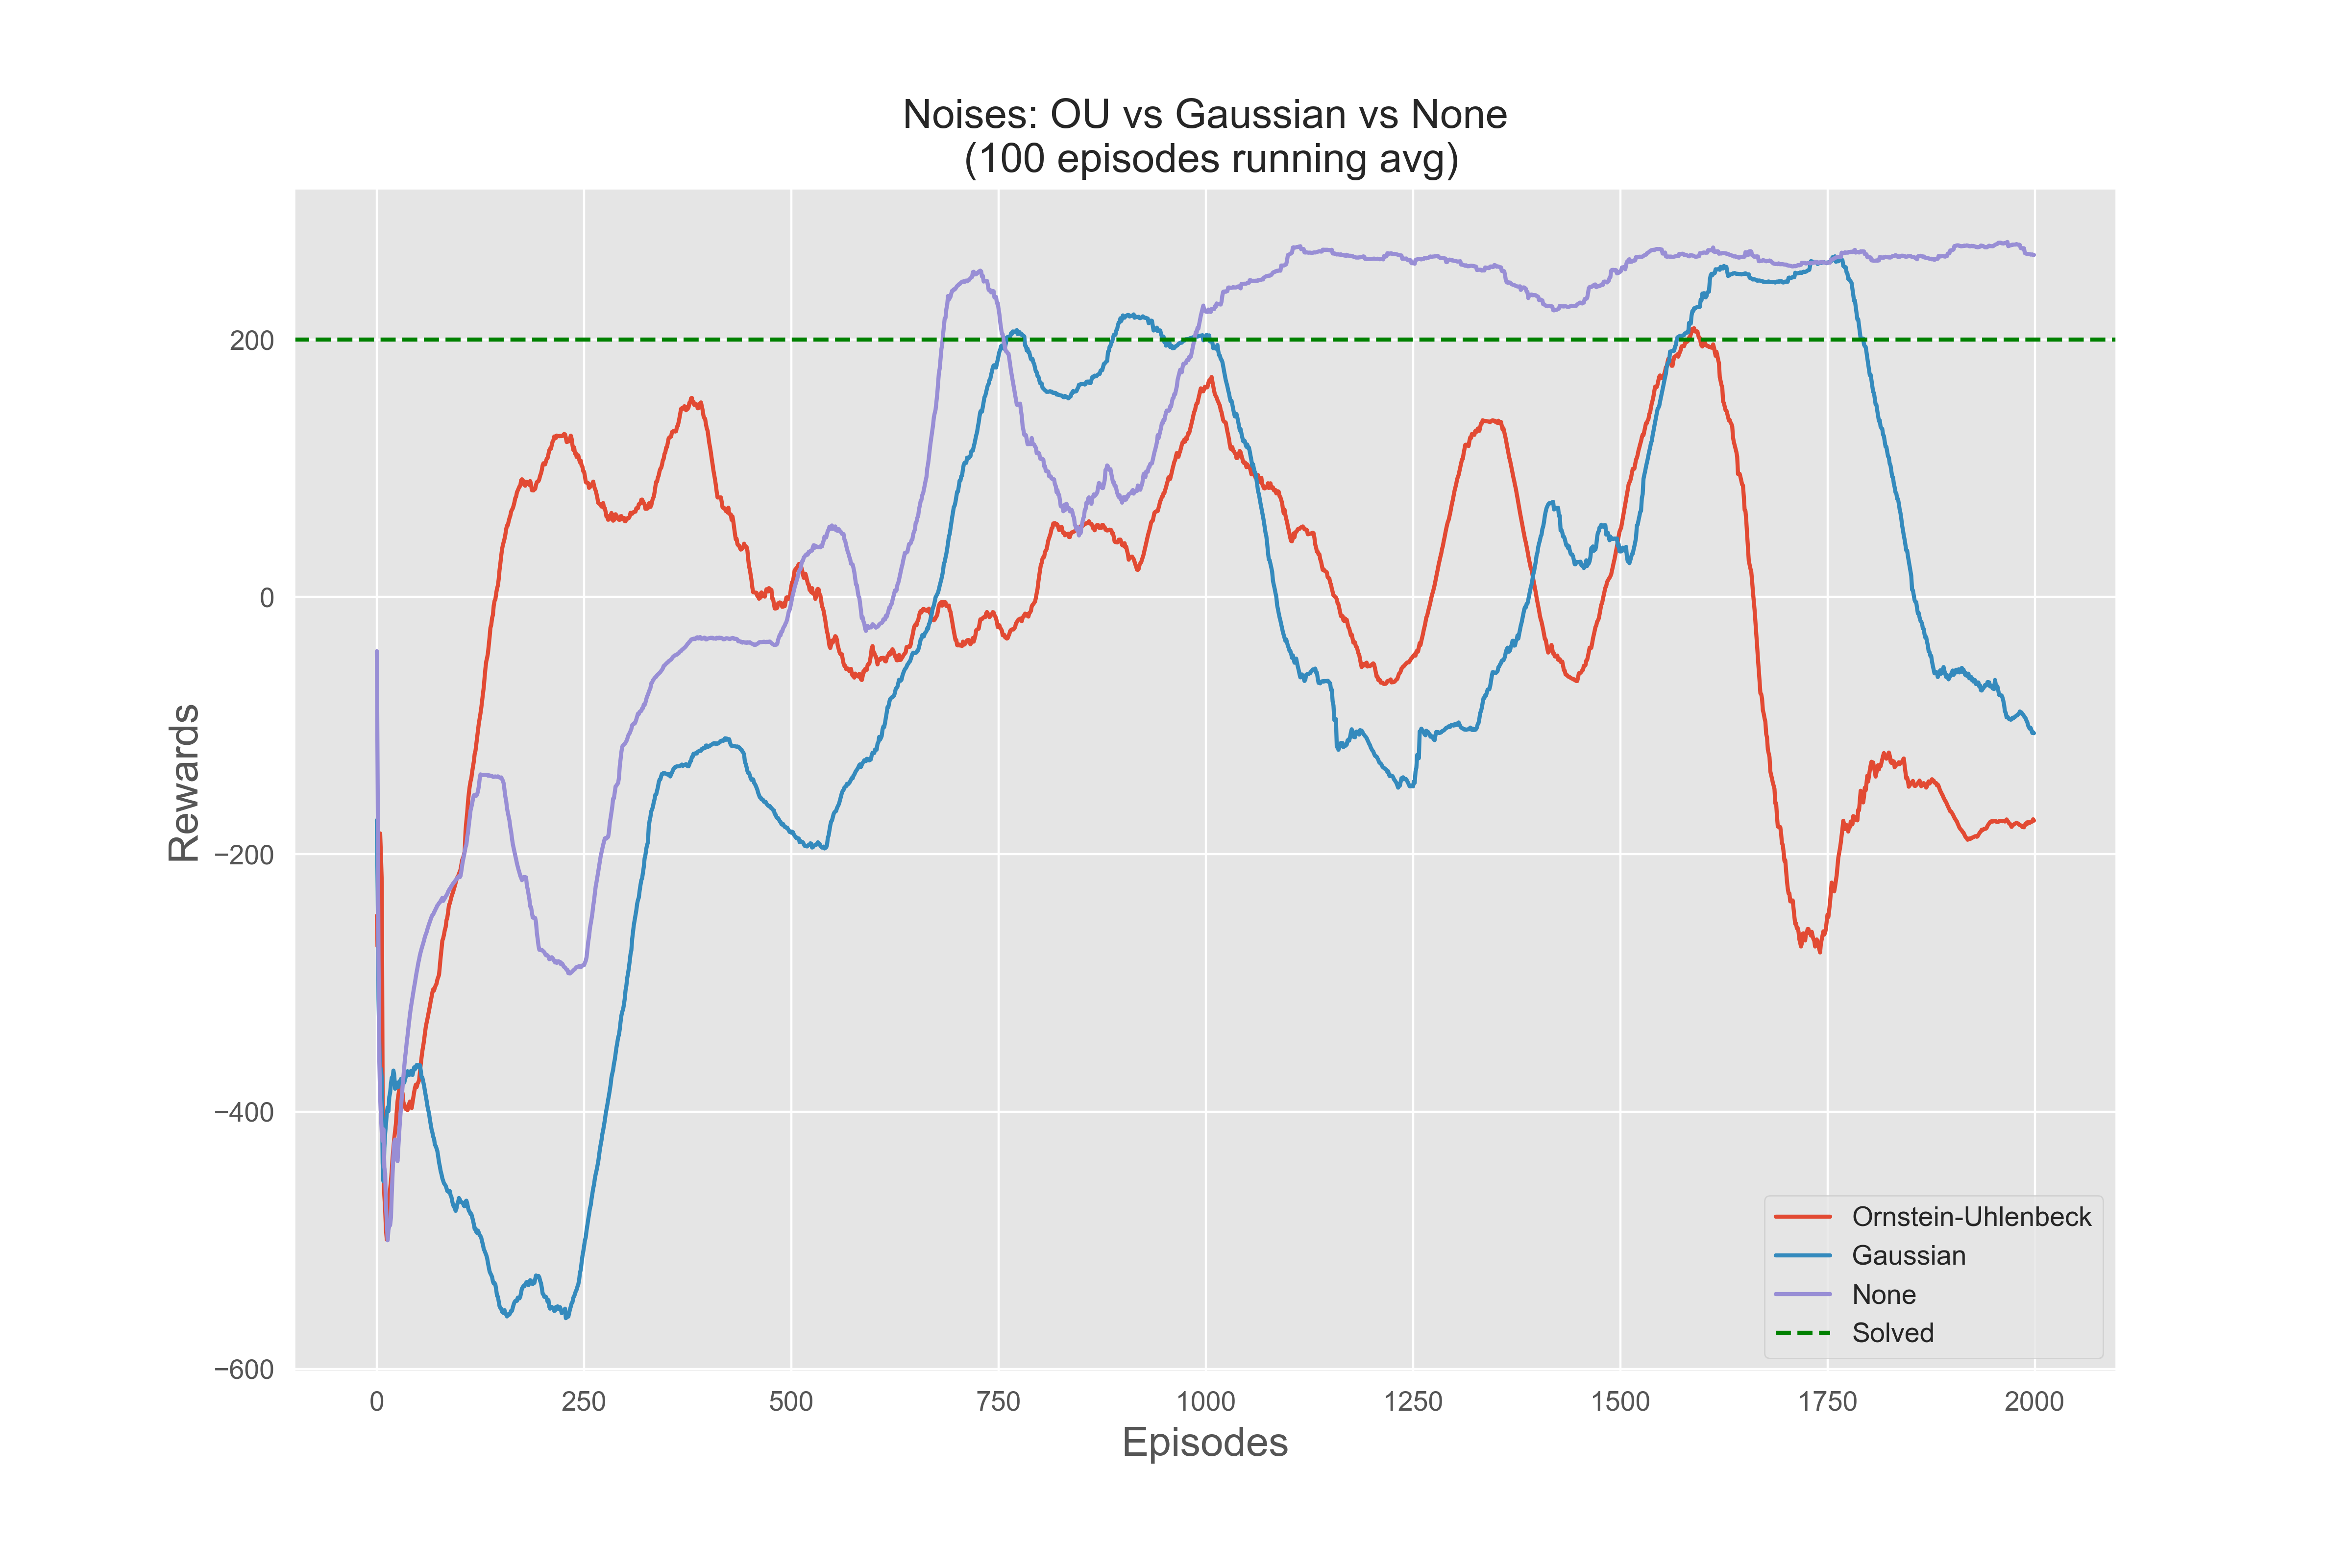 Noises: OU vs Gaussian vs None
(100 episodes running avg)
Rewards
200
0
−200
−400
−600
0 250 500 750 1000 1250 1500 1750 2000
Episodes
Ornstein-Uhlenbeck
Gaussian
None
Solved